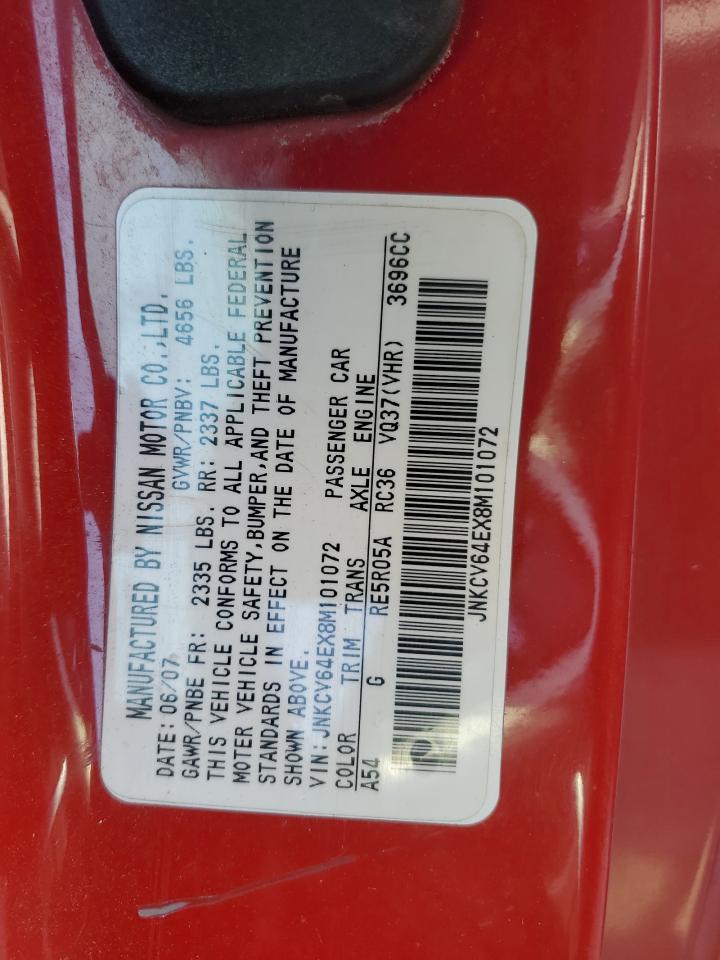 MANUFACTURED BY NISSAN MOTOR CO.,LTD.
DATE: 06/07 GVWR/PNBV: 4656 LBS.
GAWR/PNBE FR: 2335 LBS. RR: 2337 LBS.
THIS VEHICLE CONFORMS TO ALL APPLICABLE FEDERAL
MOTER VEHICLE SAFETY,BUMPER,AND THEFT PREVENTION
STANDARDS IN EFFECT ON THE DATE OF MANUFACTURE
SHOWN ABOVE.
VIN: JNKCV64EX8M101072 PASSENGER CAR
COLOR TRIM TRANS AXLE ENGINE
A54 G RE5R05A RC36 VQ37(VHR) 3696CC
JNKCV64EX8M101072